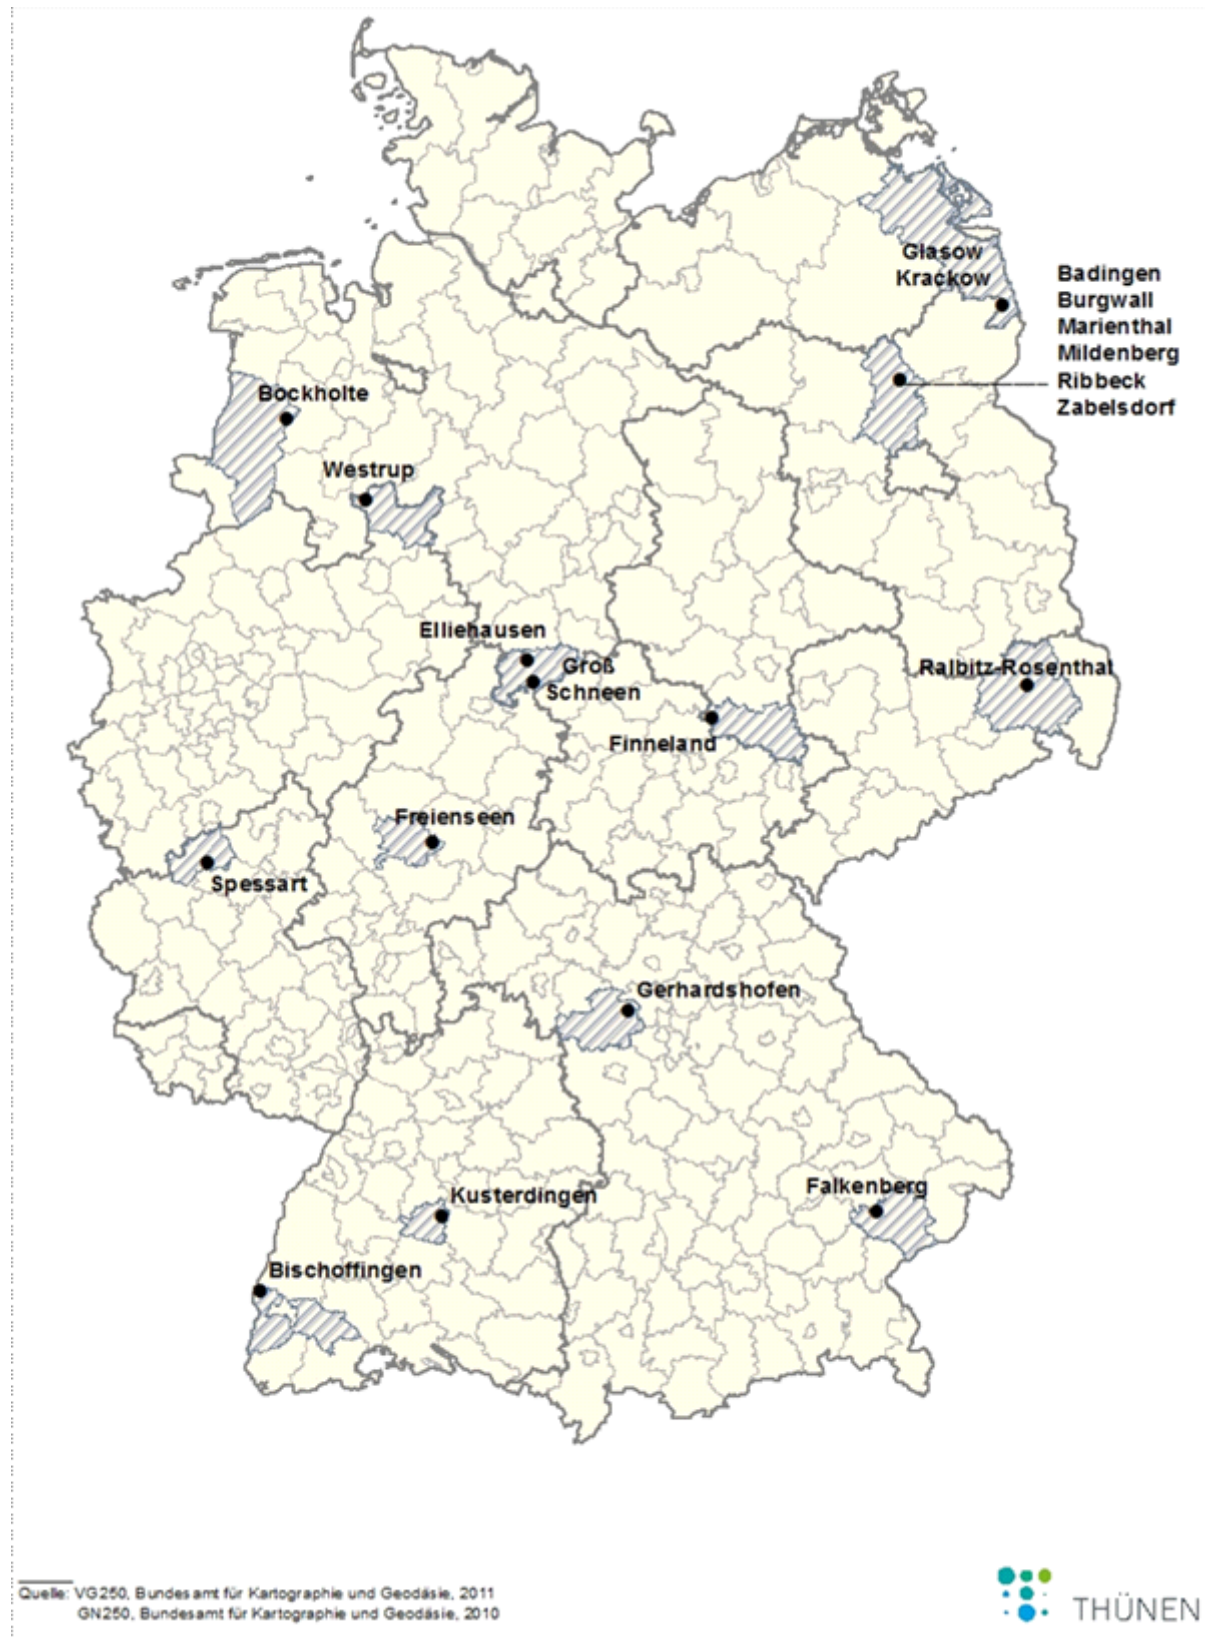 Glasow
Krackow
Badingen
Burgwall
Marienthal
Mildenberg
Ribbeck
Zabelsdorf
Bockholte
Westrup
Elliehausen
Groß
Schneen
Ralbitz-Rosenthal
Finneland
Freienseen
Spessart
Gerhardshofen
Falkenberg
Kusterdingen
Bischoffingen
Quelle: VG250, Bundesamt für Kartographie und Geodäsie, 2011
GN250, Bundesamt für Kartographie und Geodäsie, 2010
THÜNEN